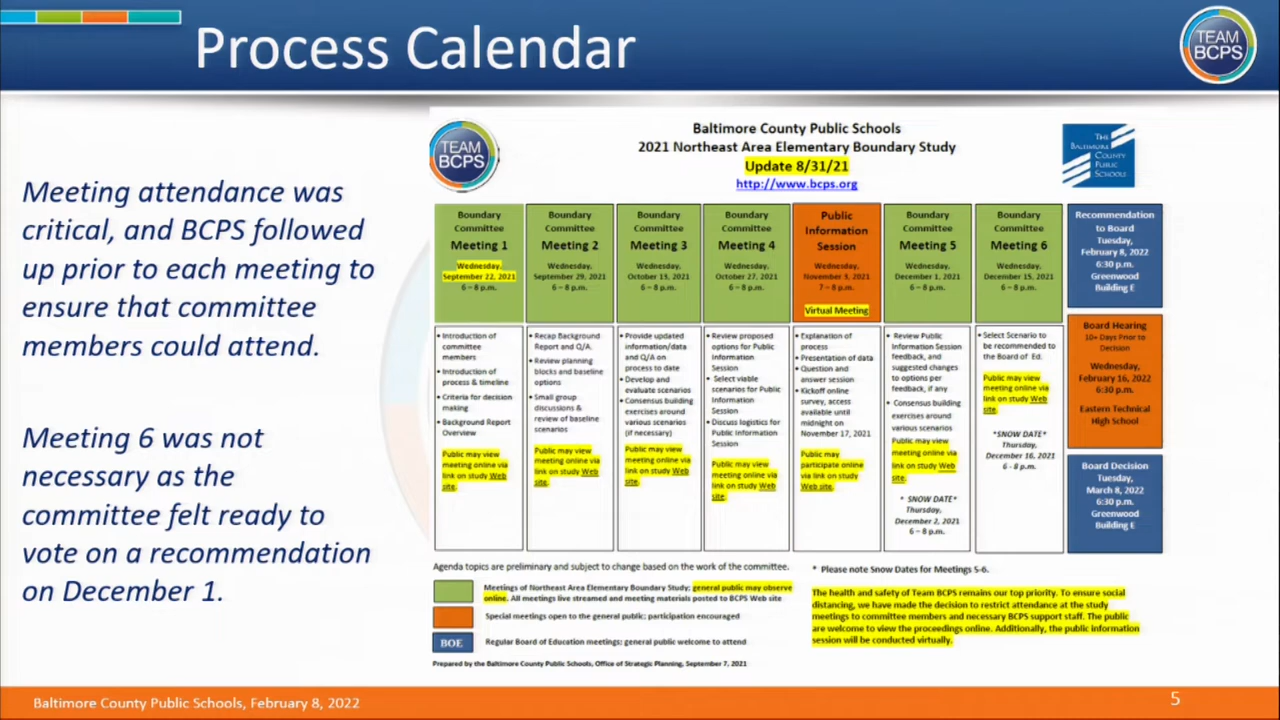 Process Calendar
TEAM
BCPS
Meeting attendance was
critical, and BCPS followed
up prior to each meeting to
ensure that committee
members could attend.
Meeting 6 was not
necessary as the
committee felt ready to
vote on a recommendation
on December 1.
TEAM
BCPS
Baltimore County Public Schools
2021 Northeast Area Elementary Boundary Study
Update 8/31/21
http://www.bcps.org
THE
BALTIMORE
COUNTY
PUBLIC
SCHOOLS
Boundary
Committee
Meeting 1
Wednesday,
September 22, 2021
6 – 8 p.m.
Boundary
Committee
Meeting 2
Wednesday,
September 29, 2021
6 – 8 p.m.
Boundary
Committee
Meeting 3
Wednesday,
October 13, 2021
6 – 8 p.m.
Boundary
Committee
Meeting 4
Wednesday,
October 27, 2021
6 – 8 p.m.
Public
Information
Session
Wednesday,
November 3, 2021
7 – 8 p.m.
Virtual Meeting
Boundary
Committee
Meeting 5
Wednesday,
December 1, 2021
6 – 8 p.m.
Boundary
Committee
Meeting 6
Wednesday,
December 15, 2021
6 – 8 p.m.
Recommendation
to Board
Tuesday,
February 8, 2022
6:30 p.m.
Greenwood
Building E
• Introduction of
committee
members
• Introduction of
process & timeline
• Criteria for decision
making
• Background Report
Overview
Public may view
meeting online via
link on study Web
site.
• Recap Background
Report and Q/A.
• Review planning
blocks and baseline
options
• Small group
discussions &
review of baseline
scenarios
Public may view
meeting online via
link on study Web
site.
• Provide updated
information/data
and Q/A on
process to date
• Develop and
evaluate scenarios
• Consensus building
exercises around
various scenarios
(if necessary)
Public may view
meeting online via
link on study Web
site.
• Review proposed
options for Public
Information
Session
• Select viable
scenarios for Public
Information
Session
• Discuss logistics for
Public Information
Session
Public may view
meeting online via
link on study Web
site.
• Explanation of
process
• Presentation of data
• Question and
answer session
• Kickoff online
survey, access
available until
midnight on
November 17, 2021
Public may
participate online
via link on study
Web site.
• Review Public
Information Session
feedback, and
suggested changes
to options per
feedback, if any
• Consensus building
exercises around
various scenarios
Public may view
meeting online via
link on study Web
site.
* SNOW DATE*
Thursday,
December 2, 2021
6 – 8 p.m.
• Select Scenario to
be recommended to
the Board of Ed.
Public may view
meeting online via
link on study Web
site.
*SNOW DATE*
Thursday,
December 16, 2021
6 - 8 p.m.
Board Hearing
10+ Days Prior to
Decision
Wednesday,
February 16, 2022
6:30 p.m.
Eastern Technical
High School
Board Decision
Tuesday,
March 8, 2022
6:30 p.m.
Greenwood
Building E
Agenda topics are preliminary and subject to change based on the work of the committee.
* Please note Snow Dates for Meetings 5-6.
Meetings of Northeast Area Elementary Boundary Study; general public may observe
online. All meetings live streamed and meeting materials posted to BCPS Web site
Special meetings open to the general public; participation encouraged
BOE
Regular Board of Education meetings; general public welcome to attend
The health and safety of Team BCPS remains our top priority. To ensure social
distancing, we have made the decision to restrict attendance at the study
meetings to committee members and necessary BCPS support staff. The public
are welcome to view the proceedings online. Additionally, the public information
session will be conducted virtually.
Prepared by the Baltimore County Public Schools, Office of Strategic Planning, September 7, 2021
Baltimore County Public Schools, February 8, 2022
5